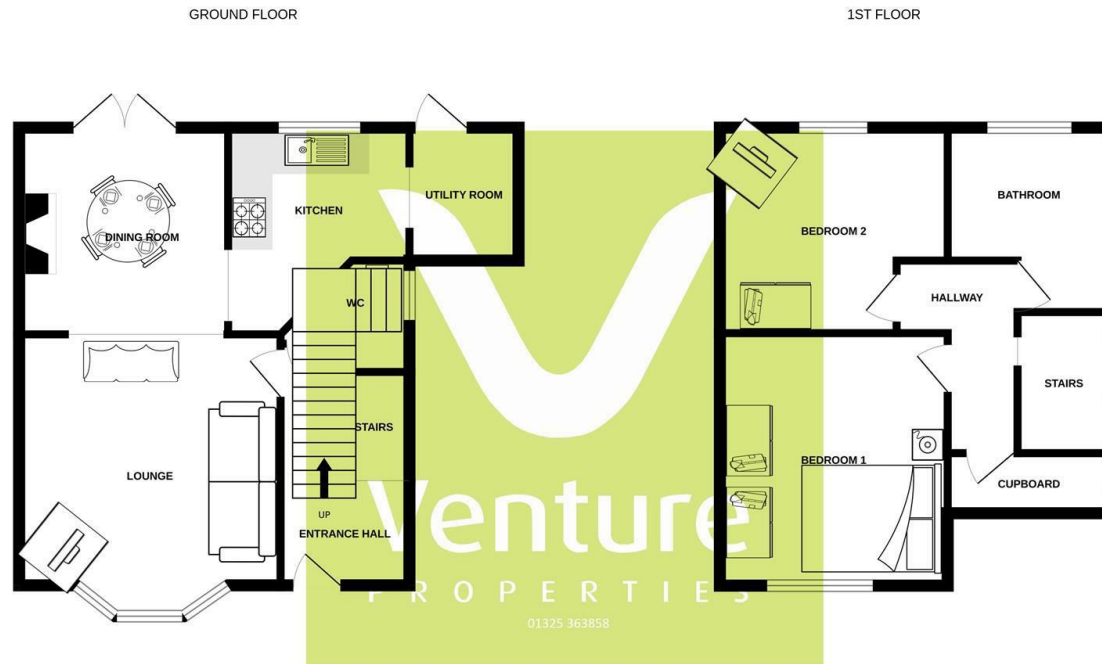 GROUND FLOOR
1ST FLOOR
KITCHEN
UTILITY ROOM
DINING ROOM
WC
LOUNGE
STAIRS
UP
ENTRANCE HALL
BATHROOM
BEDROOM 2
HALLWAY
STAIRS
BEDROOM 1
CUPBOARD
Venture
PROPERTIES
01325 363858